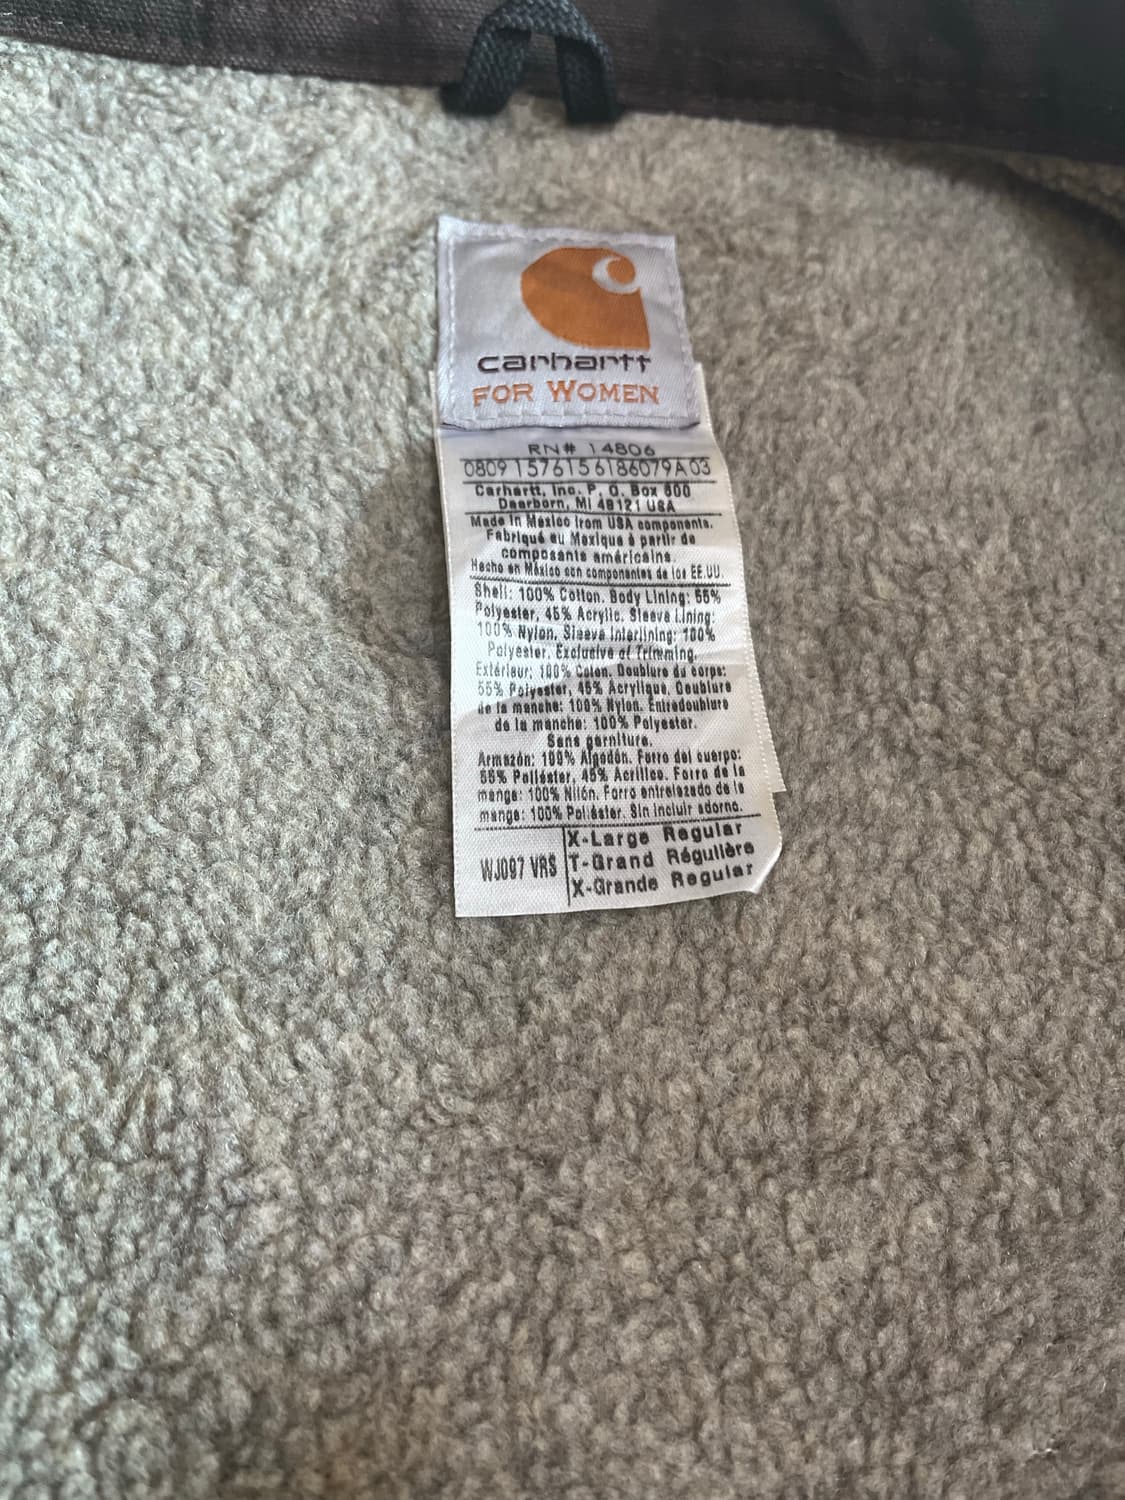 carhartt
FOR WOMEN
RN# 14806
0809 1576156186079A 03
Carhartt, Inc. P. O. Box 600
Dearborn, MI 48121 USA
Made in Mexico from USA components.
Fabriqué au Mexique à partir de
composants américains.
Hecho en México con componentes de los EE.UU.
Shell: 100% Cotton. Body Lining: 55%
Polyester, 45% Acrylic. Sleeve Lining:
100% Nylon. Sleeve Interlining: 100%
Polyester. Exclusive of Trimming.
Extérieur: 100% Coton. Doublure du corps:
55% Polyester, 45% Acrylique. Doublure
de la manche: 100% Nylon. Entredoublure
de la manche: 100% Polyester.
Sans garniture.
Armazón: 100% Algodón. Forro del cuerpo:
55% Poliéster, 45% Acrílico. Forro de la
manga: 100% Nilón. Forro entrelazado de la
manga: 100% Poliéster. Sin incluir adorno.
WJ097 VRS
X-Large Regular
T-Grand Régulière
X-Grande Regular